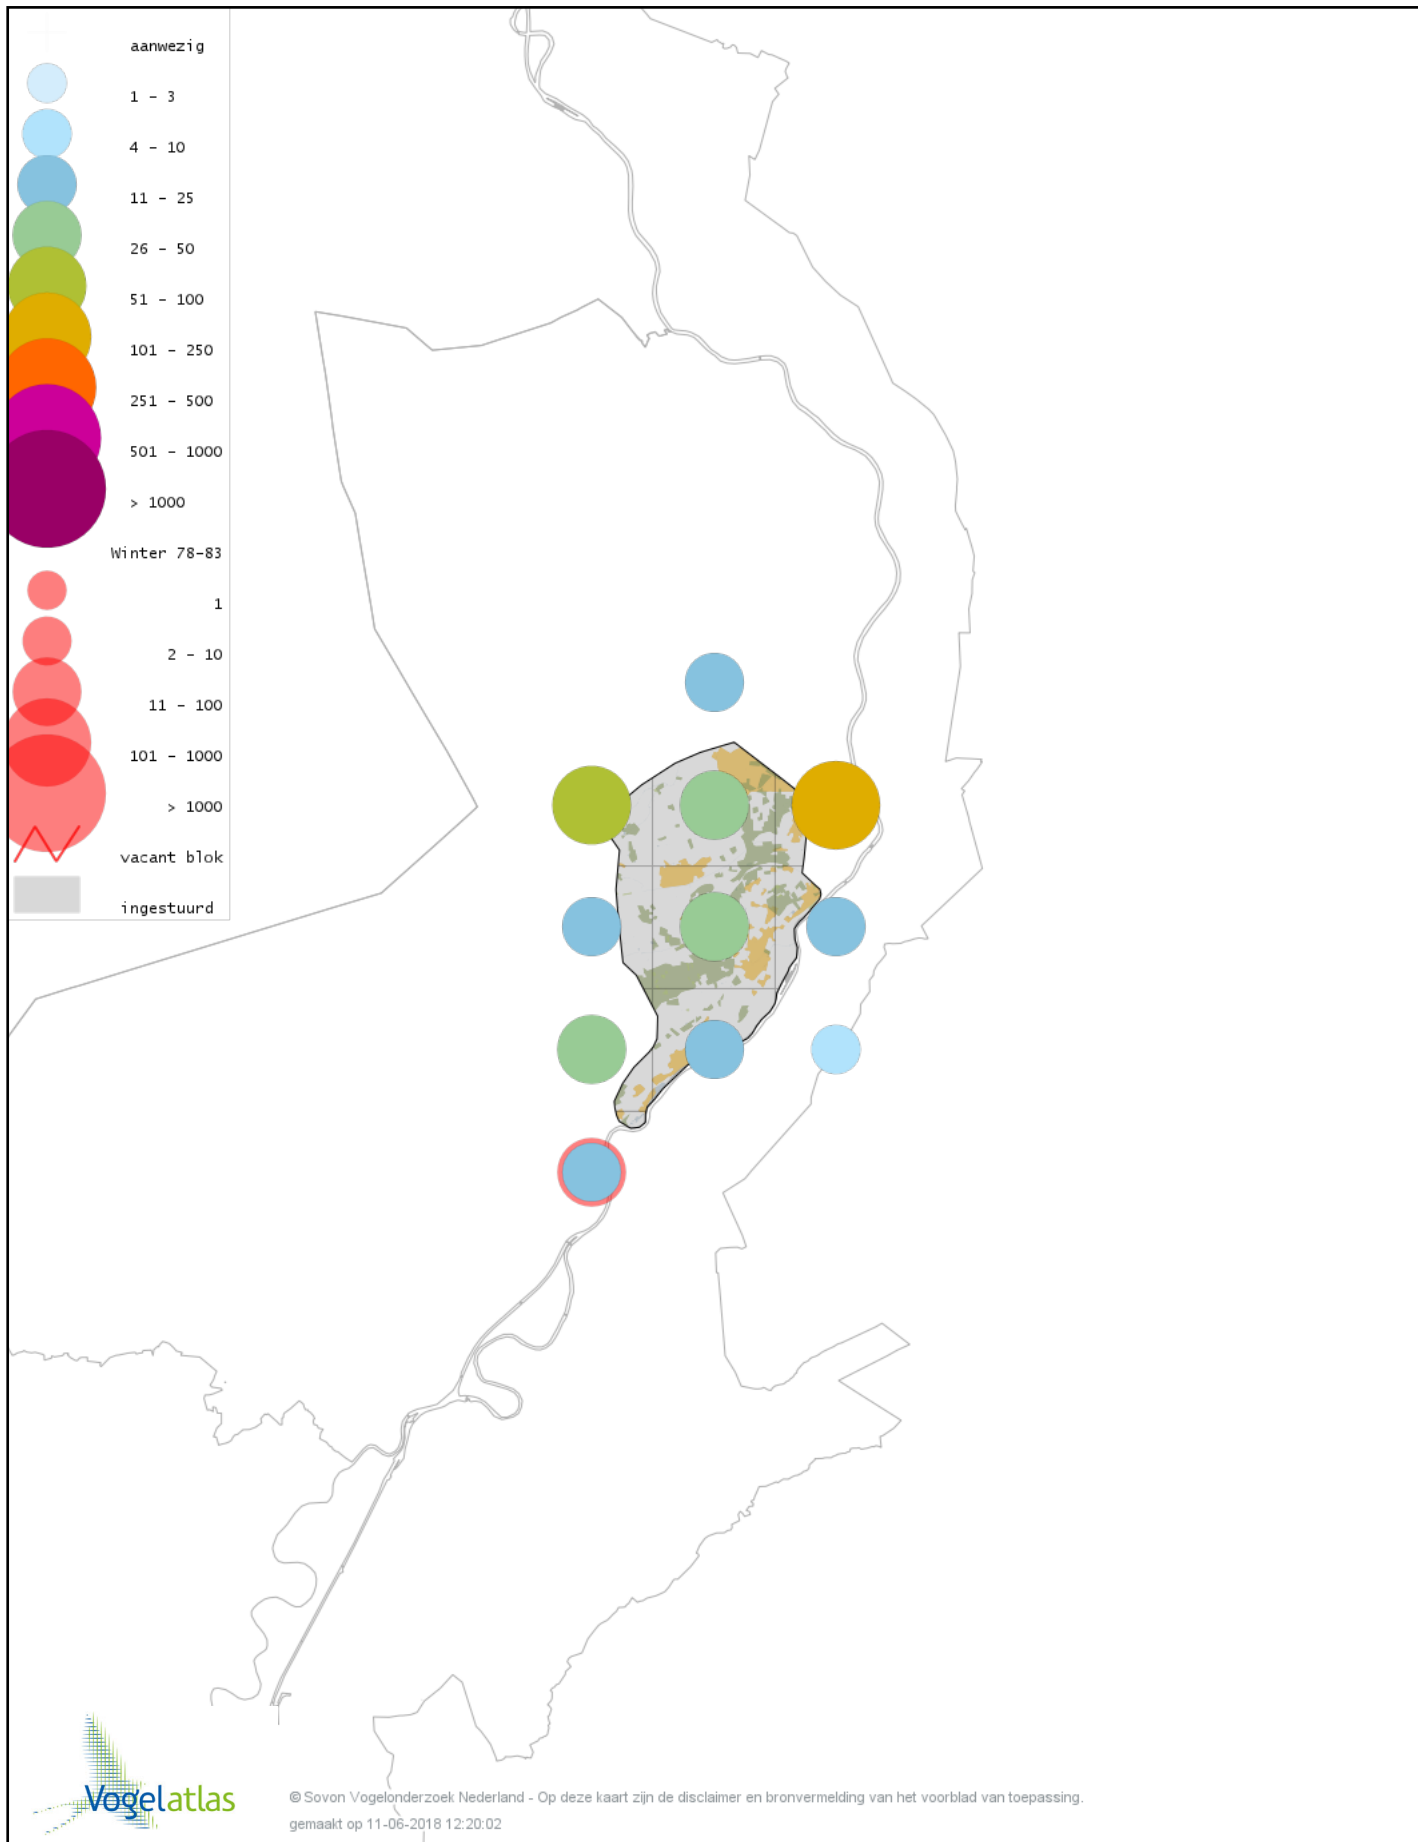 aanwezig
1 - 3
4 - 10
11 - 25
26 - 50
51 - 100
101 - 250
251 - 500
501 - 1000
> 1000
Winter 78-83
1
2 - 10
11 - 100
101 - 1000
> 1000
vacant blok
ingestuurd
Vogelatlas
© Sovon Vogelonderzoek Nederland - Op deze kaart zijn de disclaimer en bronvermelding van het voorblad van toepassing.
gemaakt op 11-06-2018 12:20:02